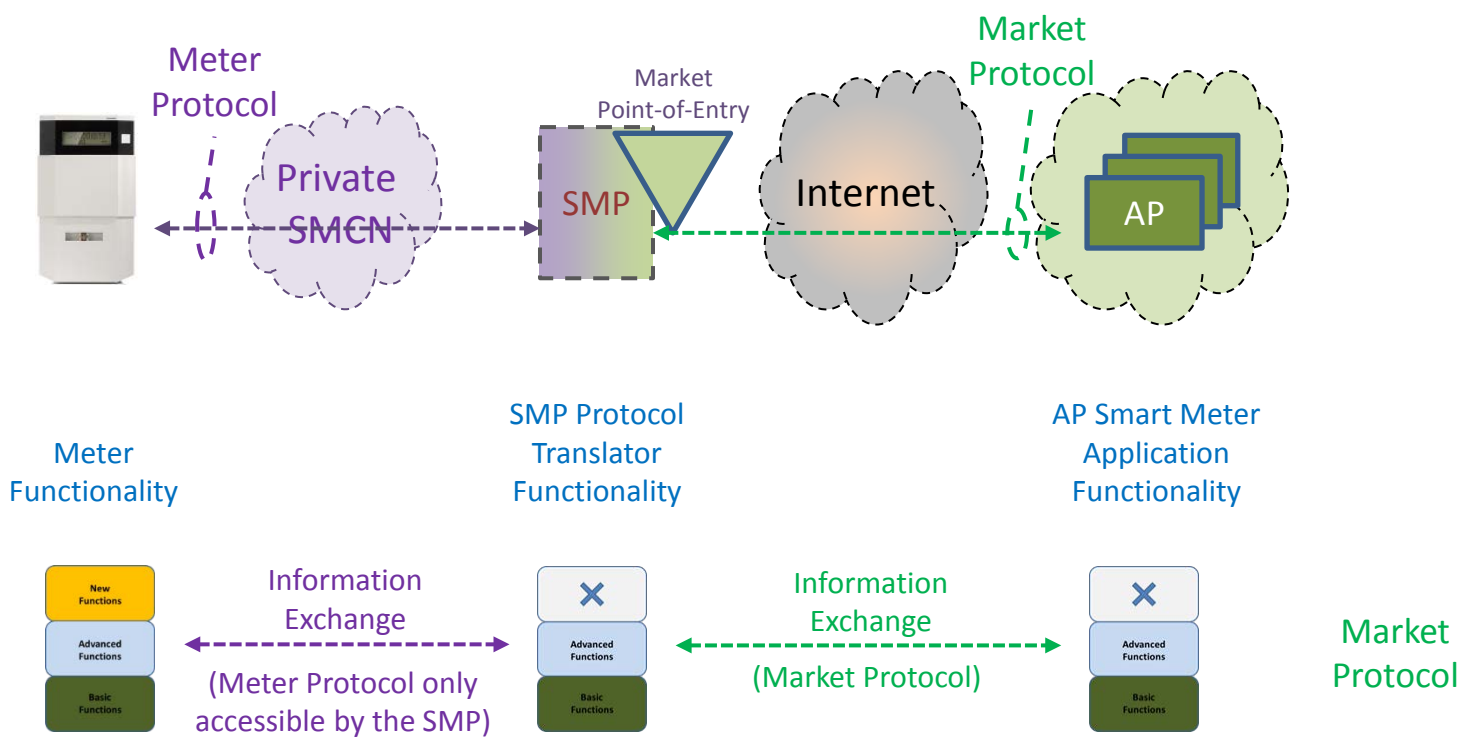 Meter
Protocol
Private
SMCN
Market
Point-of-Entry
SMP
Internet
Market
Protocol
AP
Meter
Functionality
SMP Protocol
Translator
Functionality
AP Smart Meter
Application
Functionality
New
Functions
Advanced
Functions
Basic
Functions
Information
Exchange
(Meter Protocol only
accessible by the SMP)
Advanced
Functions
Basic
Functions
Information
Exchange
(Market Protocol)
Advanced
Functions
Basic
Functions
Market
Protocol